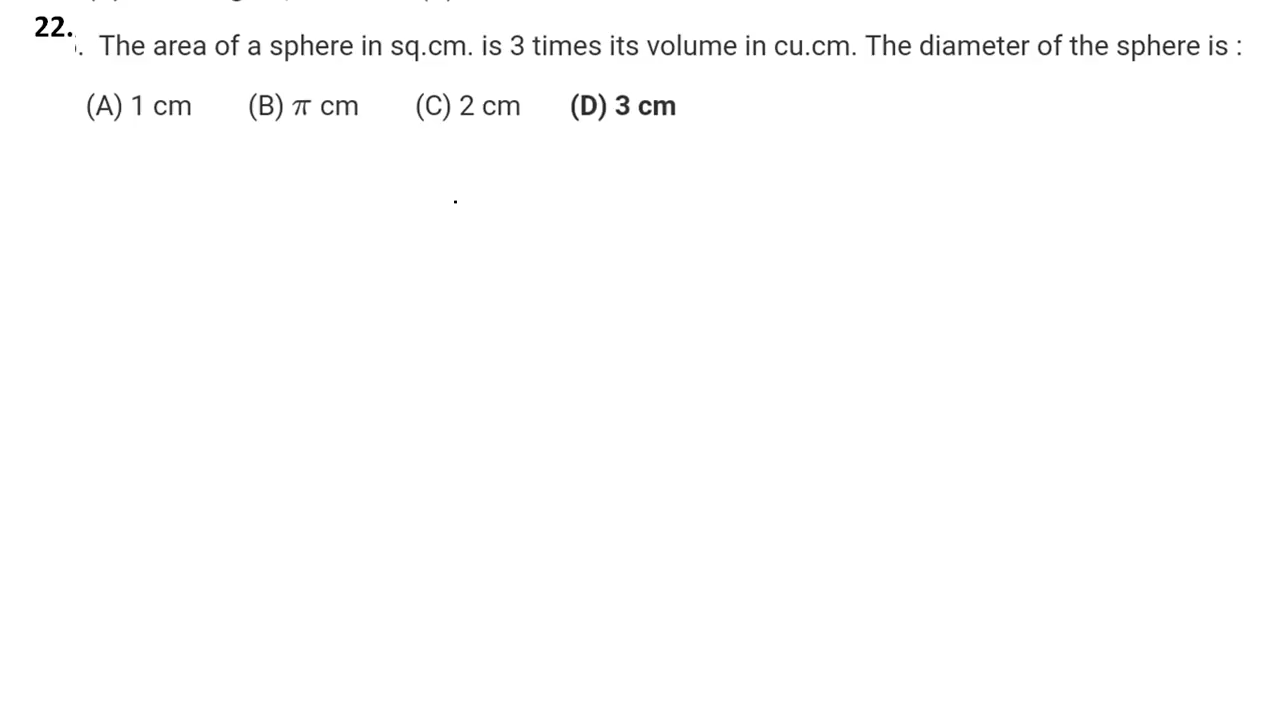 22.
. The area of a sphere in sq.cm. is 3 times its volume in cu.cm. The diameter of the sphere is :
(A) 1 cm (B) π cm (C) 2 cm (D) 3 cm